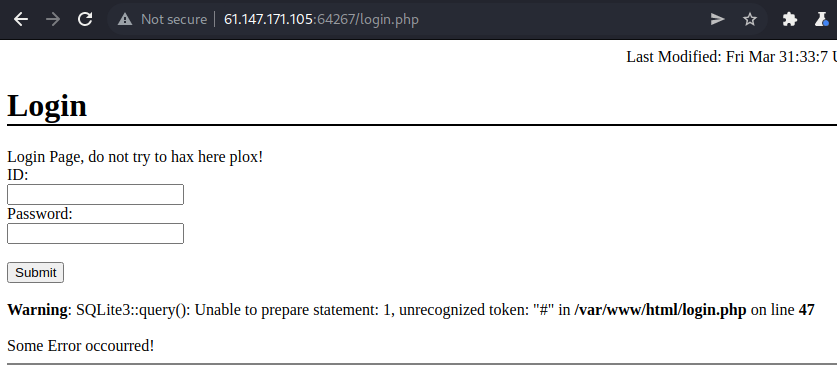 Not secure | 61.147.171.105:64267/login.php
Last Modified: Fri Mar 31:33:7 U
Login
Login Page, do not try to hax here plox!
ID:
Password:
Submit
Warning: SQLite3::query(): Unable to prepare statement: 1, unrecognized token: "#" in /var/www/html/login.php on line 47
Some Error occourred!